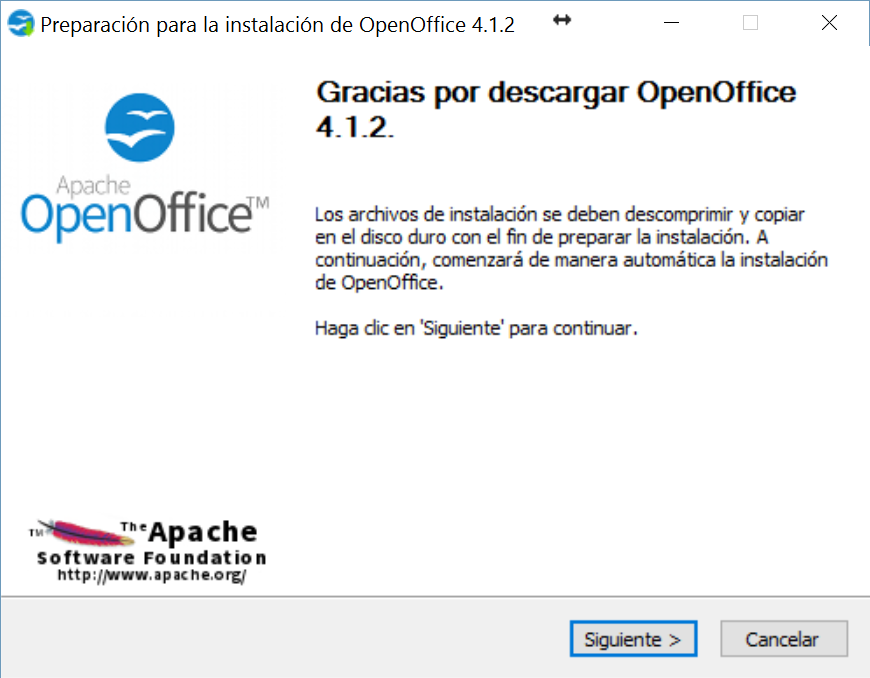 Preparación para la instalación de OpenOffice 4.1.2
Gracias por descargar OpenOffice
4.1.2.
Apache
OpenOffice™
Los archivos de instalación se deben descomprimir y copiar
en el disco duro con el fin de preparar la instalación. A
continuación, comenzará de manera automática la instalación
de OpenOffice.
Haga clic en 'Siguiente' para continuar.
TM The Apache
Software Foundation
http://www.apache.org/
Siguiente >
Cancelar